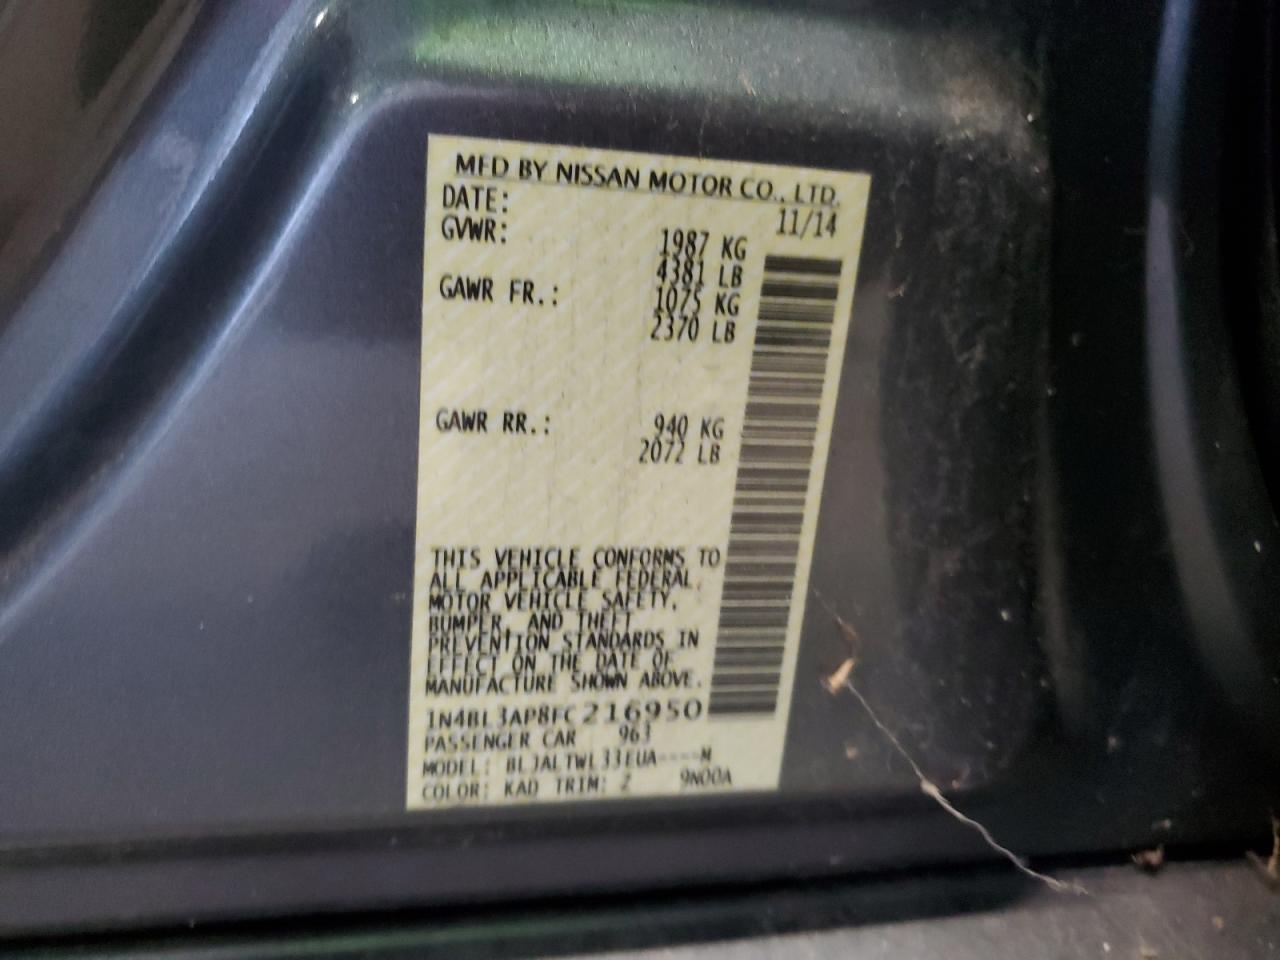 MFD BY NISSAN MOTOR CO., LTD.
DATE: 11/14
GVWR: 1987 KG
4381 LB
GAWR FR.: 1075 KG
2370 LB
GAWR RR.: 940 KG
2072 LB
THIS VEHICLE CONFORMS TO
ALL APPLICABLE FEDERAL
MOTOR VEHICLE SAFETY,
BUMPER, AND THEFT
PREVENTION STANDARDS IN
EFFECT ON THE DATE OF
MANUFACTURE SHOWN ABOVE.
1N4BL3AP8FC216950
PASSENGER CAR 963
MODEL: BLJALTWL33EUA----M
COLOR: KAD TRIM: Z 9N00A